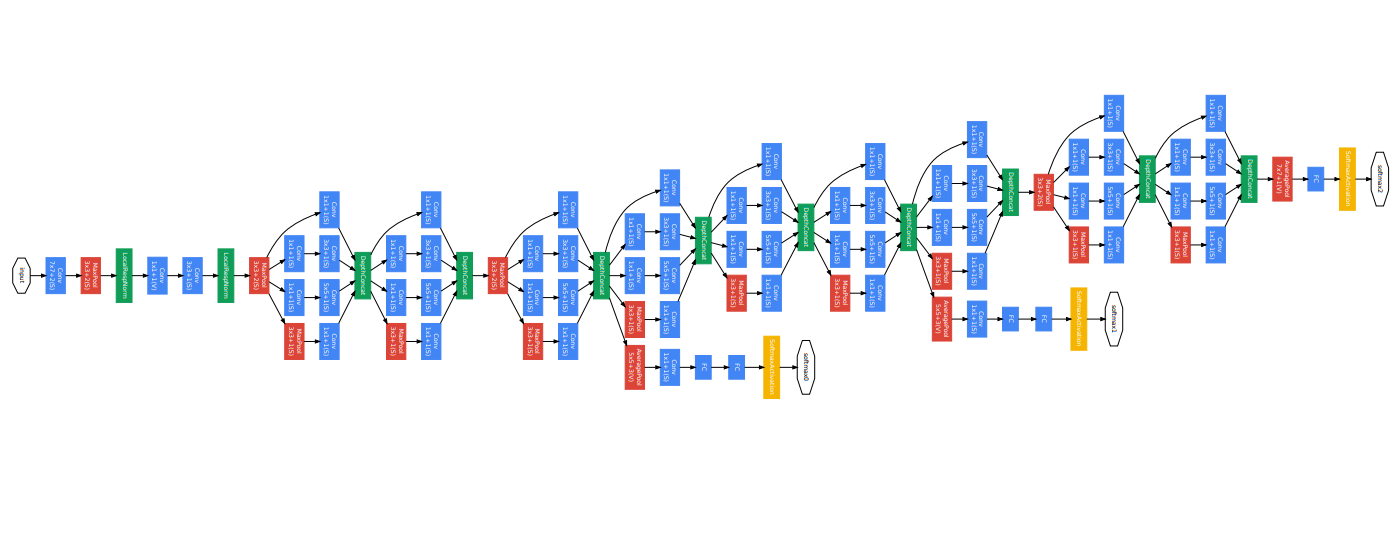 input
Conv
7x7+2(S)
MaxPool
3x3+2(S)
LocalRespNorm
Conv
1x1+1(V)
Conv
3x3+1(S)
LocalRespNorm
MaxPool
3x3+2(S)
Conv
1x1+1(S)
Conv
1x1+1(S)
MaxPool
3x3+1(S)
Conv
1x1+1(S)
Conv
3x3+1(S)
Conv
5x5+1(S)
Conv
1x1+1(S)
DepthConcat
Conv
1x1+1(S)
Conv
1x1+1(S)
MaxPool
3x3+1(S)
Conv
1x1+1(S)
Conv
3x3+1(S)
Conv
5x5+1(S)
Conv
1x1+1(S)
DepthConcat
MaxPool
3x3+2(S)
Conv
1x1+1(S)
Conv
1x1+1(S)
MaxPool
3x3+1(S)
Conv
1x1+1(S)
Conv
3x3+1(S)
Conv
5x5+1(S)
Conv
1x1+1(S)
DepthConcat
Conv
1x1+1(S)
Conv
1x1+1(S)
MaxPool
3x3+1(S)
AveragePool
5x5+3(V)
Conv
1x1+1(S)
Conv
3x3+1(S)
Conv
5x5+1(S)
Conv
1x1+1(S)
Conv
1x1+1(S)
DepthConcat
FC
FC
SoftmaxActivation
softmax0
Conv
1x1+1(S)
Conv
1x1+1(S)
MaxPool
3x3+1(S)
Conv
1x1+1(S)
Conv
3x3+1(S)
Conv
5x5+1(S)
Conv
1x1+1(S)
DepthConcat
Conv
1x1+1(S)
Conv
1x1+1(S)
MaxPool
3x3+1(S)
Conv
1x1+1(S)
Conv
3x3+1(S)
Conv
5x5+1(S)
Conv
1x1+1(S)
DepthConcat
Conv
1x1+1(S)
Conv
1x1+1(S)
MaxPool
3x3+1(S)
AveragePool
5x5+3(V)
Conv
1x1+1(S)
Conv
3x3+1(S)
Conv
5x5+1(S)
Conv
1x1+1(S)
Conv
1x1+1(S)
DepthConcat
FC
FC
SoftmaxActivation
softmax1
MaxPool
3x3+2(S)
Conv
1x1+1(S)
Conv
1x1+1(S)
MaxPool
3x3+1(S)
Conv
1x1+1(S)
Conv
3x3+1(S)
Conv
5x5+1(S)
Conv
1x1+1(S)
DepthConcat
Conv
1x1+1(S)
Conv
1x1+1(S)
MaxPool
3x3+1(S)
Conv
1x1+1(S)
Conv
3x3+1(S)
Conv
5x5+1(S)
Conv
1x1+1(S)
DepthConcat
AveragePool
7x7+1(V)
FC
SoftmaxActivation
softmax2